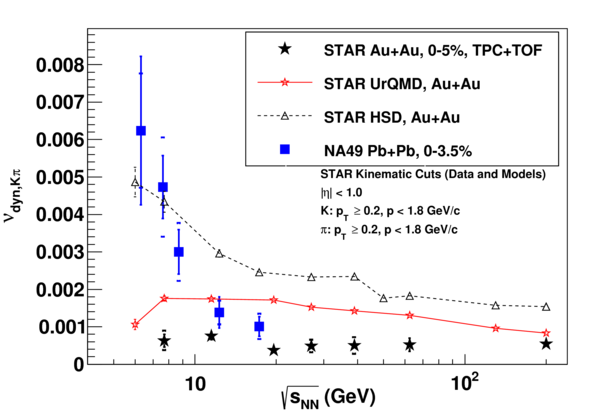 0.008
0.007
0.006
0.005
0.004
0.003
0.002
0.001
0
ν dyn,Kπ
STAR Au+Au, 0-5%, TPC+TOF
STAR UrQMD, Au+Au
STAR HSD, Au+Au
NA49 Pb+Pb, 0-3.5%
STAR Kinematic Cuts (Data and Models)
|η| < 1.0
K: p_T ≥ 0.2, p < 1.8 GeV/c
π: p_T ≥ 0.2, p < 1.8 GeV/c
10
10²
√s_NN (GeV)